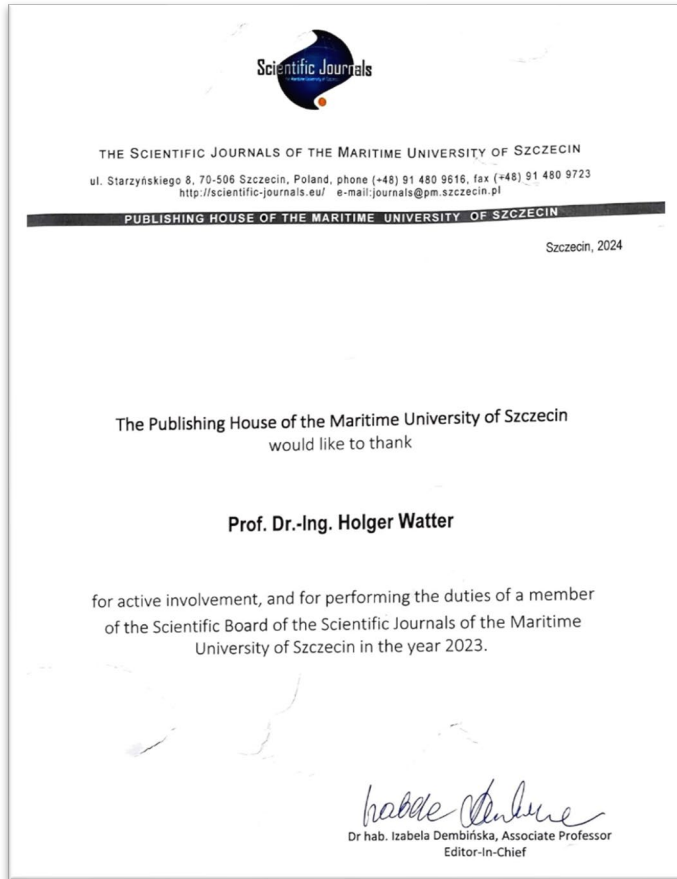 Scientific Journals
THE SCIENTIFIC JOURNALS OF THE MARITIME UNIVERSITY OF SZCZECIN
ul. Starzyńskiego 8, 70-506 Szczecin, Poland, phone (+48) 91 480 9616, fax (+48) 91 480 9723
http://scientific-journals.eu/ e-mail:journals@pm.szczecin.pl
PUBLISHING HOUSE OF THE MARITIME UNIVERSITY OF SZCZECIN
Szczecin, 2024
The Publishing House of the Maritime University of Szczecin
would like to thank
Prof. Dr.-Ing. Holger Watter
for active involvement, and for performing the duties of a member
of the Scientific Board of the Scientific Journals of the Maritime
University of Szczecin in the year 2023.
Dr hab. Izabela Dembińska, Associate Professor
Editor-In-Chief